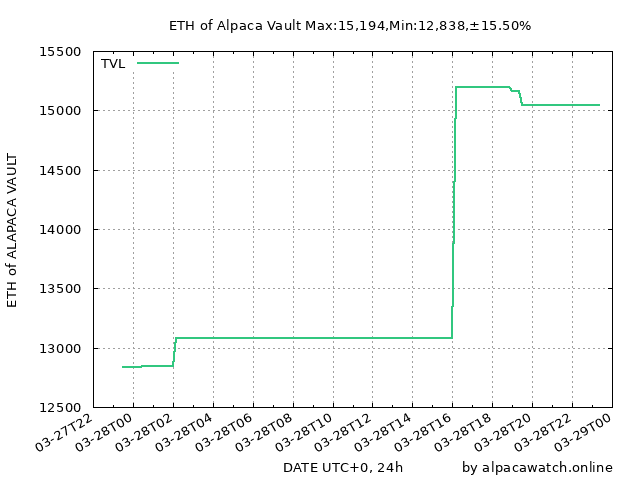 ETH of Alpaca Vault Max:15,194,Min:12,838,±15.50%
15500
15000
14500
14000
13500
13000
12500
TVL
ETH of ALAPACA VAULT
03-27T22
03-28T00
03-28T02
03-28T04
03-28T06
03-28T08
03-28T10
03-28T12
03-28T14
03-28T16
03-28T18
03-28T20
03-28T22
03-29T00
DATE UTC+0, 24h
by alpacawatch.online